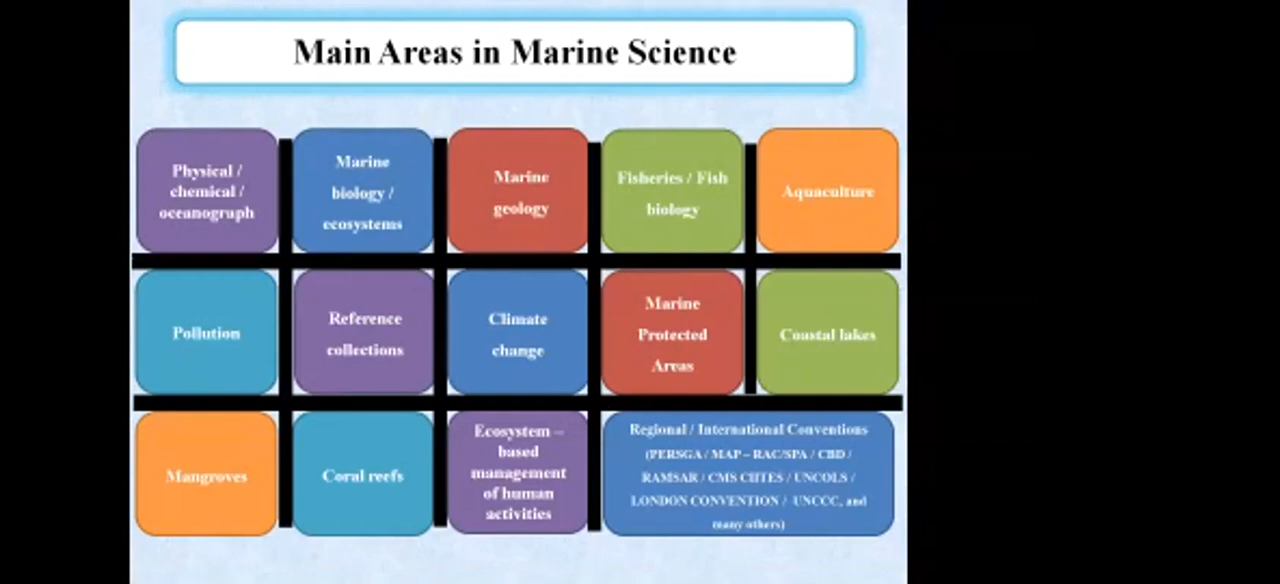 Main Areas in Marine Science
Physical /
chemical /
oceanograph
Marine
biology /
ecosystems
Marine
geology
Fisheries / Fish
biology
Aquaculture
Pollution
Reference
collections
Climate
change
Marine
Protected
Areas
Coastal lakes
Mangroves
Coral reefs
Ecosystem –
based
management
of human
activities
Regional / International Conventions
(PERSGA / MAP – RAC/SPA / CBD /
RAMSAR / CMS CIITES / UNCOLS /
LONDON CONVENTION / UNCCC, and
many others)